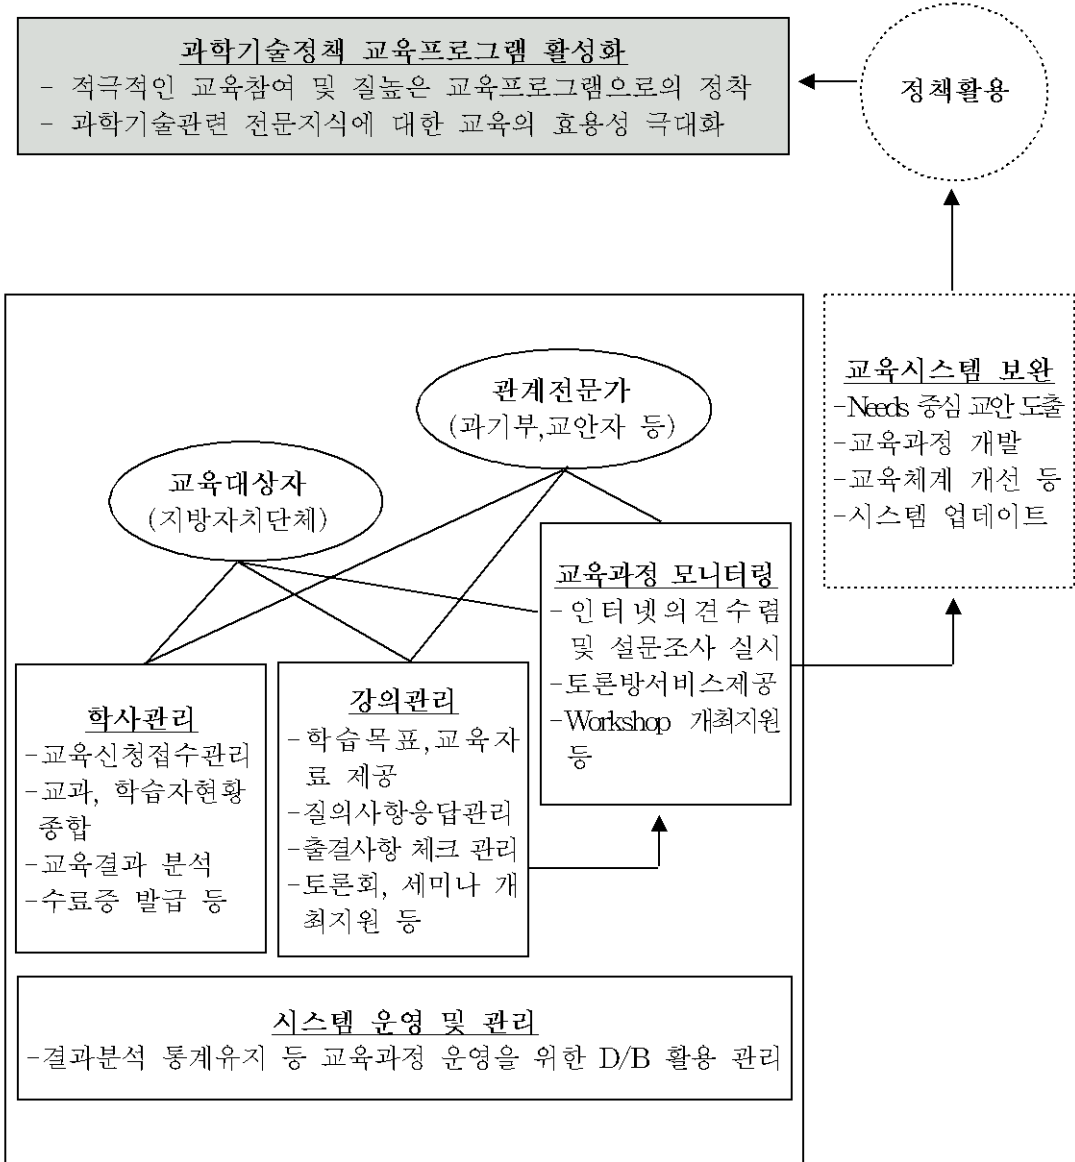 과학기술정책 교육프로그램 활성화
- 적극적인 교육참여 및 질높은 교육프로그램으로의 정착
- 과학기술관련 전문지식에 대한 교육의 효용성 극대화
정책활용
관계전문가
(과기부,교안자 등)
교육대상자
(지방자치단체)
교육시스템 보완
-Needs 중심 교안 도출
-교육과정 개발
-교육체계 개선 등
-시스템 업데이트
교육과정 모니터링
-인터넷의견수렴
및 설문조사 실시
-토론방서비스제공
-Workshop 개최지원
등
학사관리
-교육신청접수관리
-교과, 학습자현황
종합
-교육결과 분석
-수료증 발급 등
강의관리
-학습목표,교육자
료 제공
-질의사항응답관리
-출결사항 체크 관리
-토론회, 세미나 개
최지원 등
시스템 운영 및 관리
-결과분석 통계유지 등 교육과정 운영을 위한 D/B 활용 관리